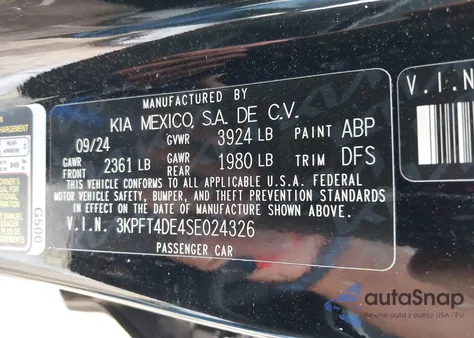 MANUFACTURED BY
KIA MEXICO, S.A. DE C.V.
09/24 GVWR 3924 LB PAINT ABP
GAWR FRONT 2361 LB GAWR REAR 1980 LB TRIM DFS
THIS VEHICLE CONFORMS TO ALL APPLICABLE U.S.A. FEDERAL
MOTOR VEHICLE SAFETY, BUMPER, AND THEFT PREVENTION STANDARDS
IN EFFECT ON THE DATE OF MANUFACTURE SHOWN ABOVE.
V.I.N. 3KPFT4DE4SE024326
PASSENGER CAR
V.I.N.
G500
REAR
autoSnap